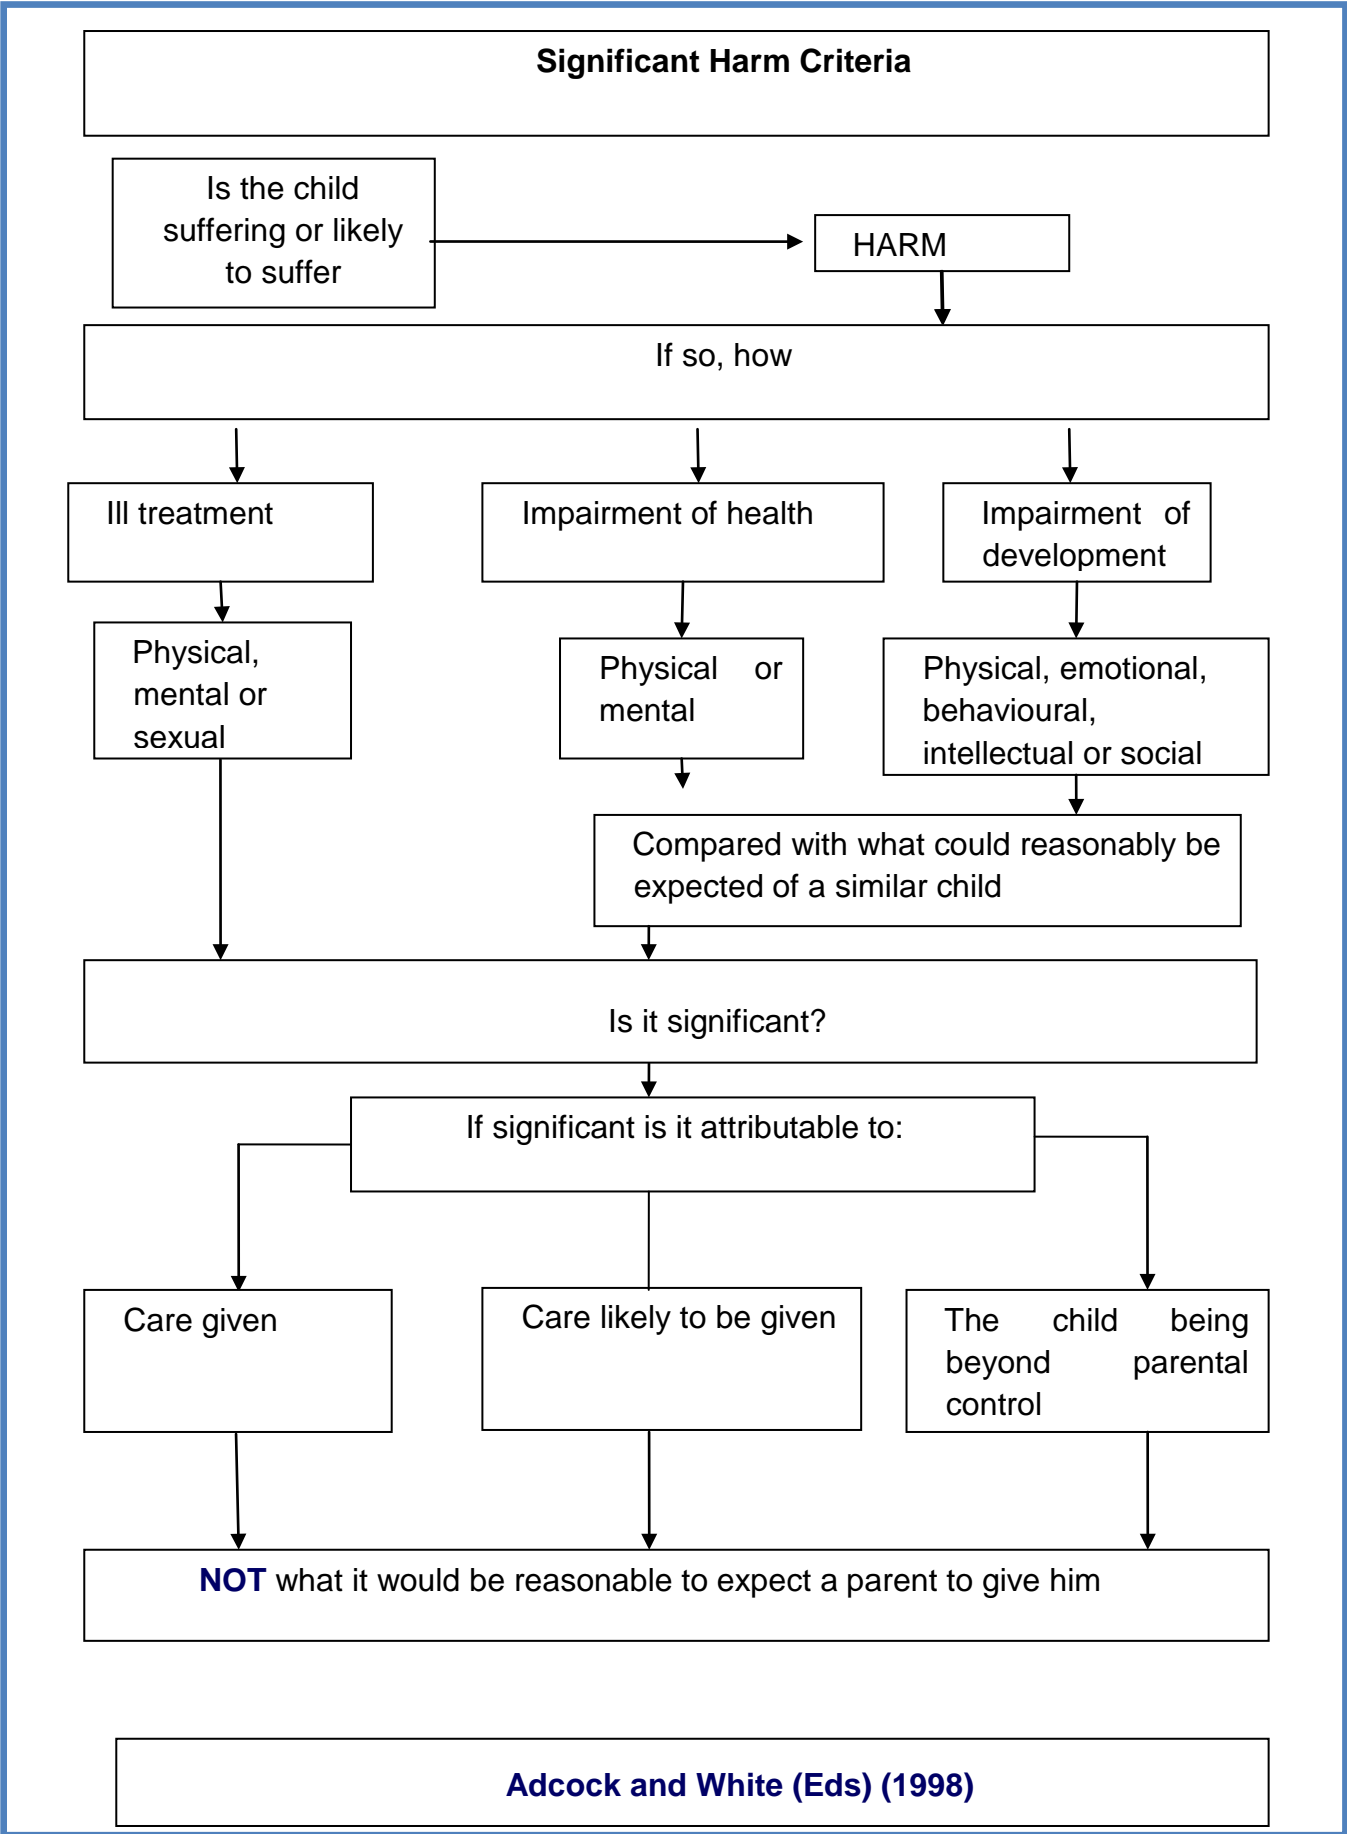 Significant Harm Criteria
Is the child
suffering or likely
to suffer
HARM
If so, how
Ill treatment
Impairment of health
Impairment of
development
Physical,
mental or
sexual
Physical or
mental
Physical, emotional,
behavioural,
intellectual or social
Compared with what could reasonably be
expected of a similar child
Is it significant?
If significant is it attributable to:
Care given
Care likely to be given
The child being
beyond parental
control
NOT what it would be reasonable to expect a parent to give him
Adcock and White (Eds) (1998)